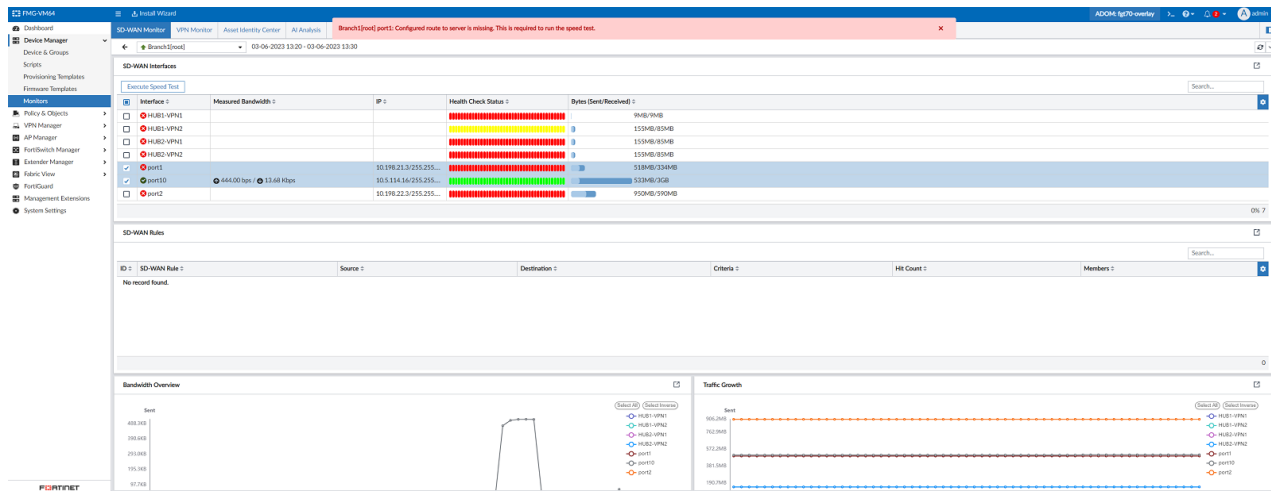 FMG-VM64
Install Wizard
ADOM: fgt70-overlay
admin
Dashboard
Device Manager
Device & Groups
Scripts
Provisioning Templates
Firmware Templates
Monitors
Policy & Objects
VPN Manager
AP Manager
FortiSwitch Manager
Extender Manager
Fabric View
FortiGuard
Management Extensions
System Settings
FORTINET
SD-WAN Monitor VPN Monitor Asset Identity Center AI Analysis
Branch1[root] port1: Configured route to server is missing. This is required to run the speed test.
Branch1[root] 03-06-2023 13:20 - 03-06-2023 13:30
SD-WAN Interfaces
Execute Speed Test Search...
Interface Measured Bandwidth IP Health Check Status Bytes (Sent/Received)
HUB1-VPN1 9MB/9MB
HUB1-VPN2 155MB/85MB
HUB2-VPN1 155MB/85MB
HUB2-VPN2 155MB/85MB
port1 10.198.21.3/255.255.... 518MB/334MB
port10 444.00 bps / 13.68 Kbps 10.5.114.16/255.255.... 533MB/3GB
port2 10.198.22.3/255.255.... 950MB/590MB
0% 7
SD-WAN Rules
Search...
ID SD-WAN Rule Source Destination Criteria Hit Count Members
No record found.
0
Bandwidth Overview
Select All Select Inverse
Sent
488.3KB
390.6KB
293.0KB
195.3KB
97.7KB
HUB1-VPN1
HUB1-VPN2
HUB2-VPN1
HUB2-VPN2
port1
port10
port2
Traffic Growth
Select All Select Inverse
Sent
762.9MB
572.2MB
381.5MB
190.7MB
HUB1-VPN1
HUB1-VPN2
HUB2-VPN1
HUB2-VPN2
port1
port10
port2